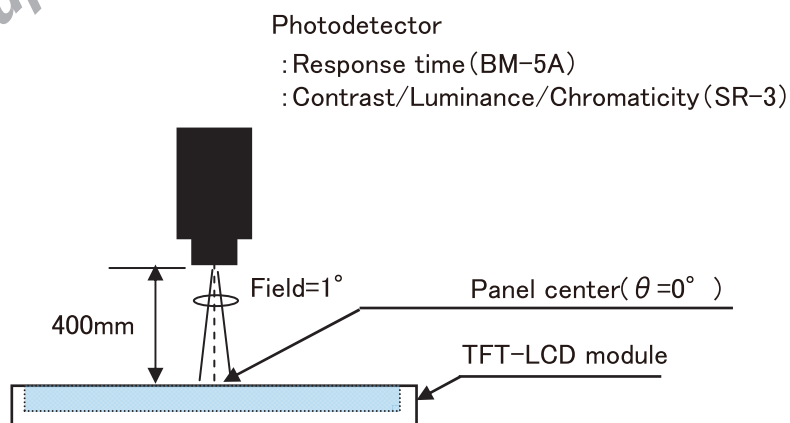 Photodetector
:Response time(BM-5A)
:Contrast/Luminance/Chromaticity(SR-3)
Field=1°
Panel center(θ=0° )
400mm
TFT-LCD module